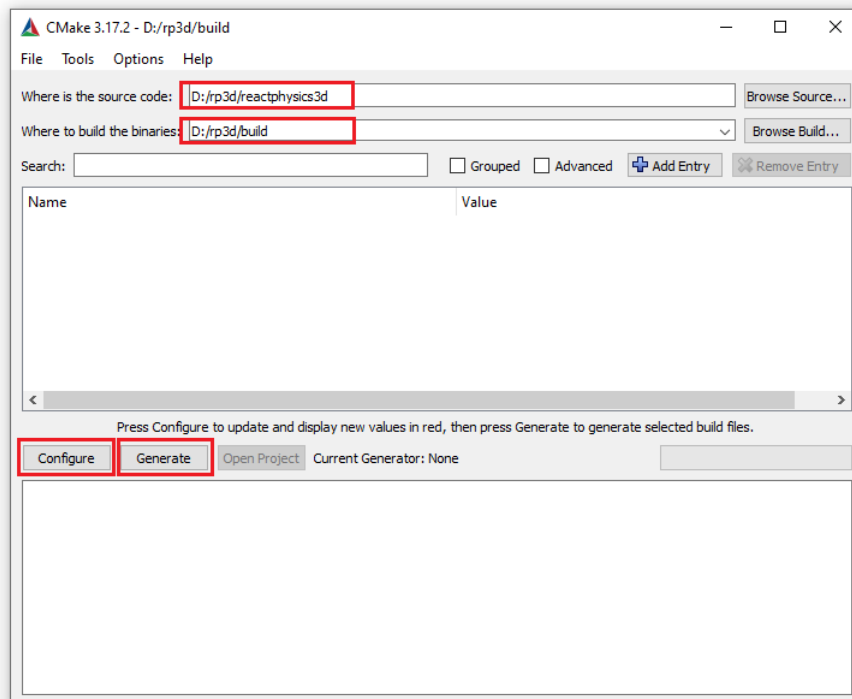 CMake 3.17.2 - D:/rp3d/build
File Tools Options Help
Where is the source code: D:/rp3d/reactphysics3d Browse Source...
Where to build the binaries: D:/rp3d/build Browse Build...
Search: Grouped Advanced Add Entry Remove Entry
Name Value
Press Configure to update and display new values in red, then press Generate to generate selected build files.
Configure Generate Open Project Current Generator: None